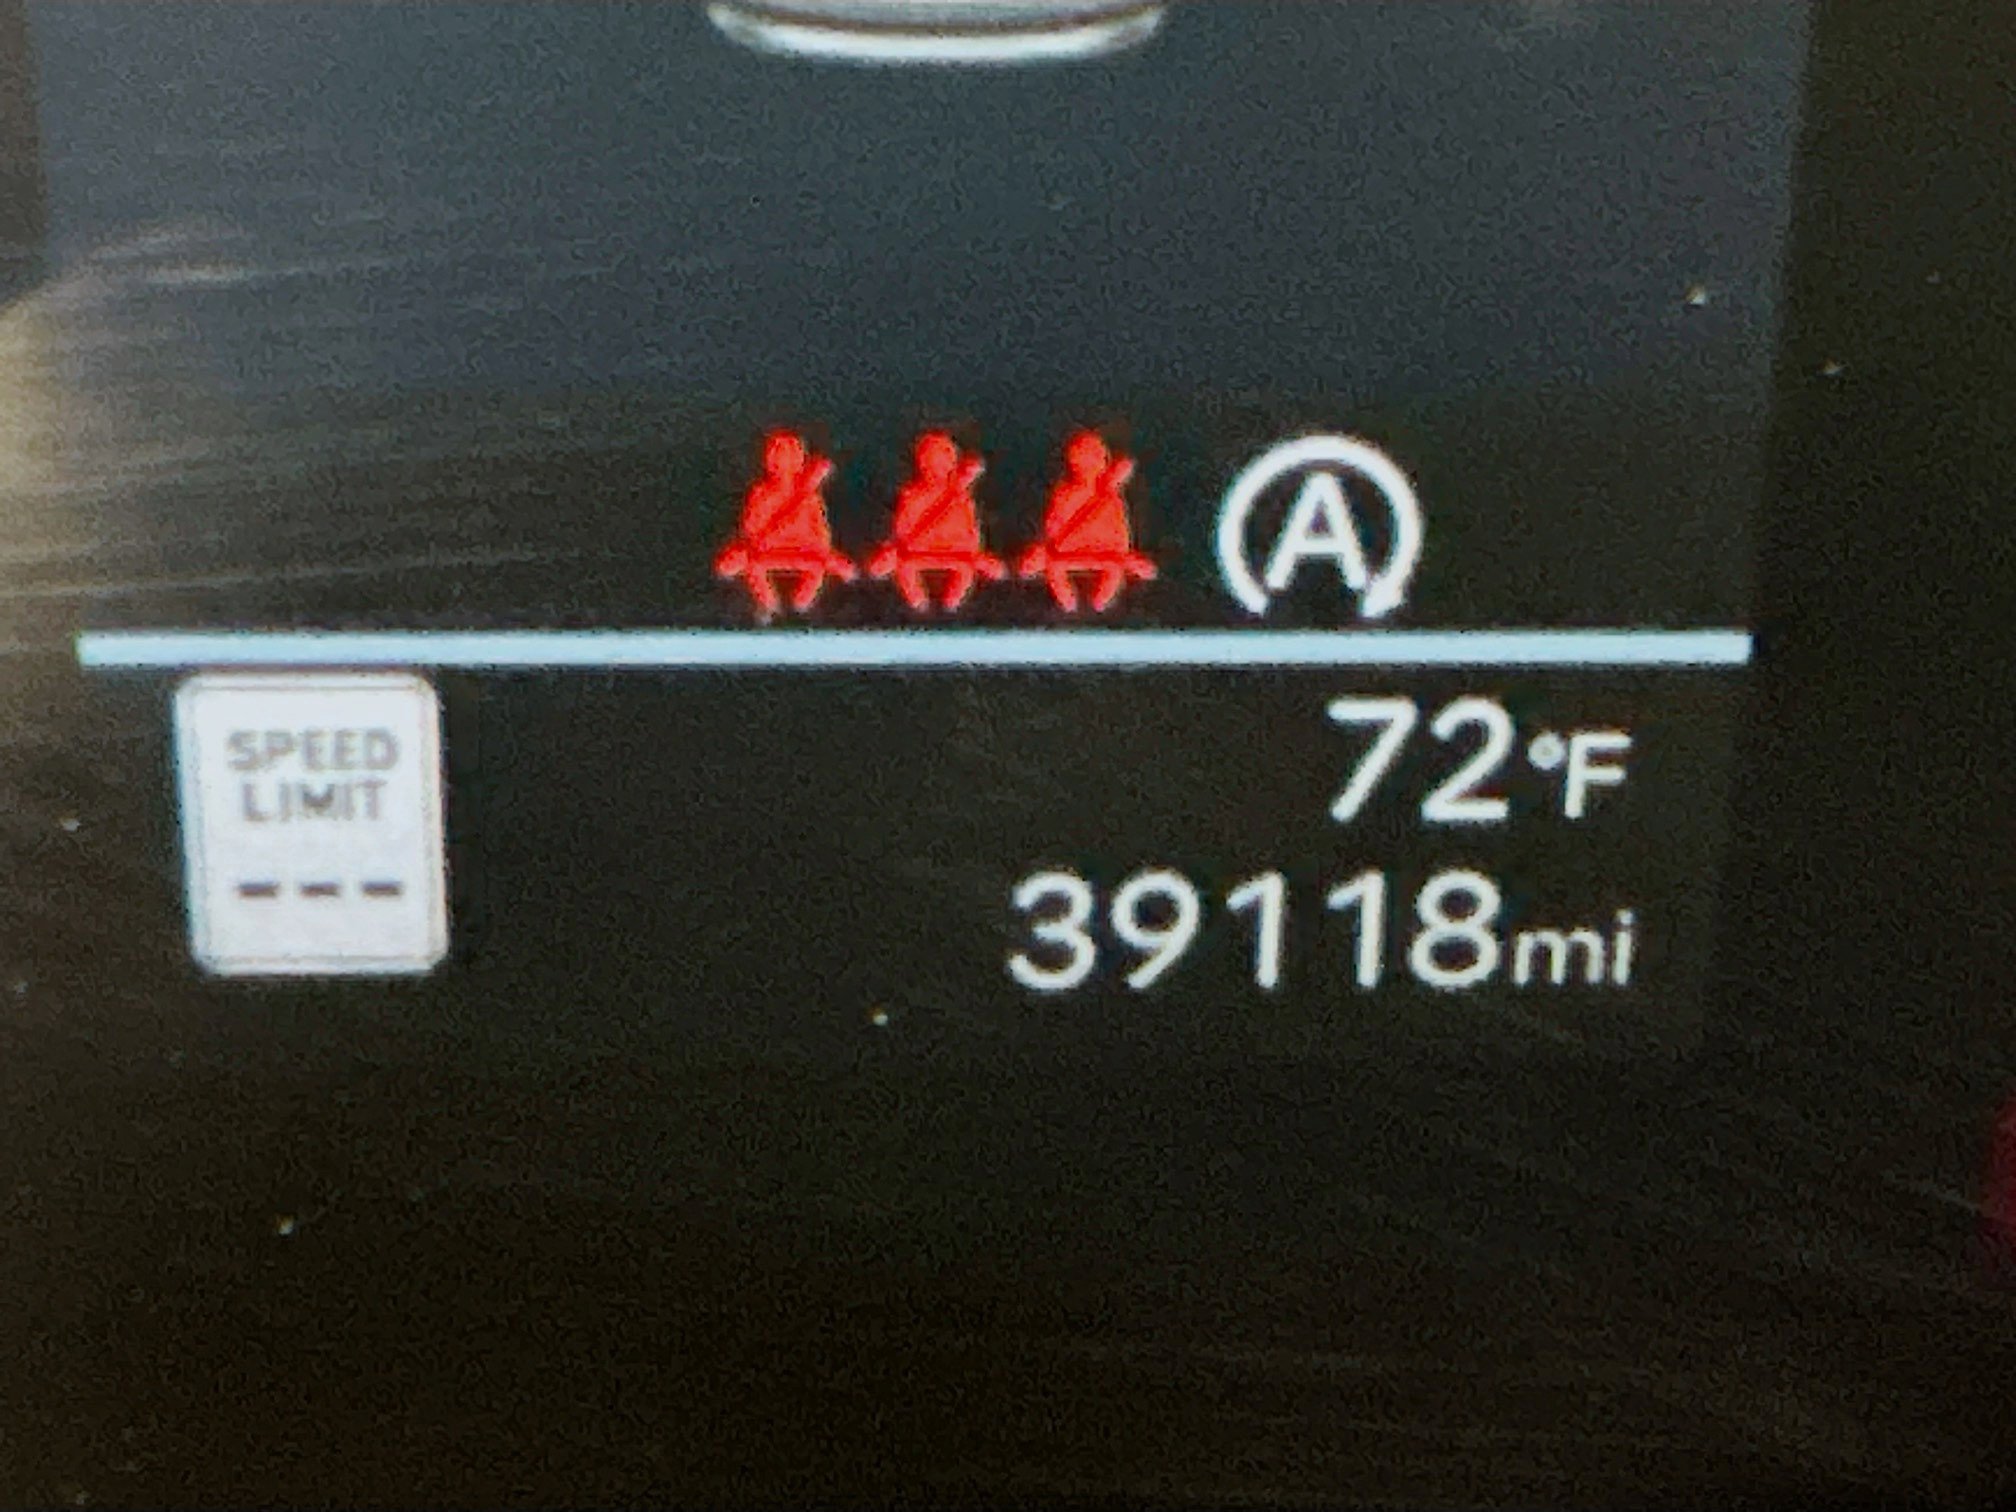 A
SPEED
LIMIT
---
72°F
39118mi